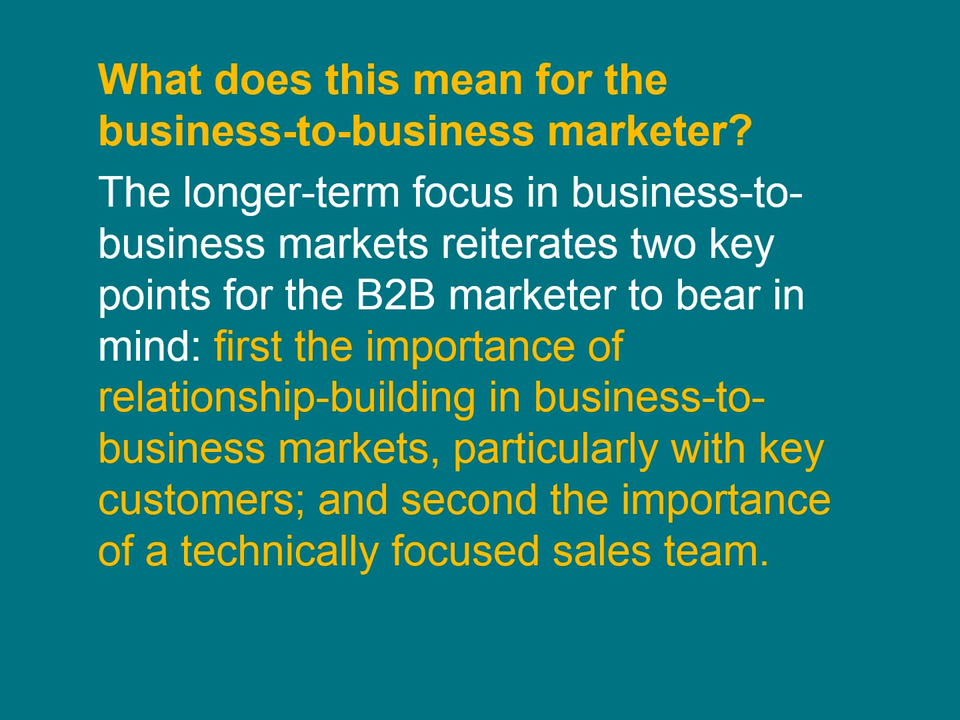 What does this mean for the
business-to-business marketer?
The longer-term focus in business-to-
business markets reiterates two key
points for the B2B marketer to bear in
mind: first the importance of
relationship-building in business-to-
business markets, particularly with key
customers; and second the importance
of a technically focused sales team.